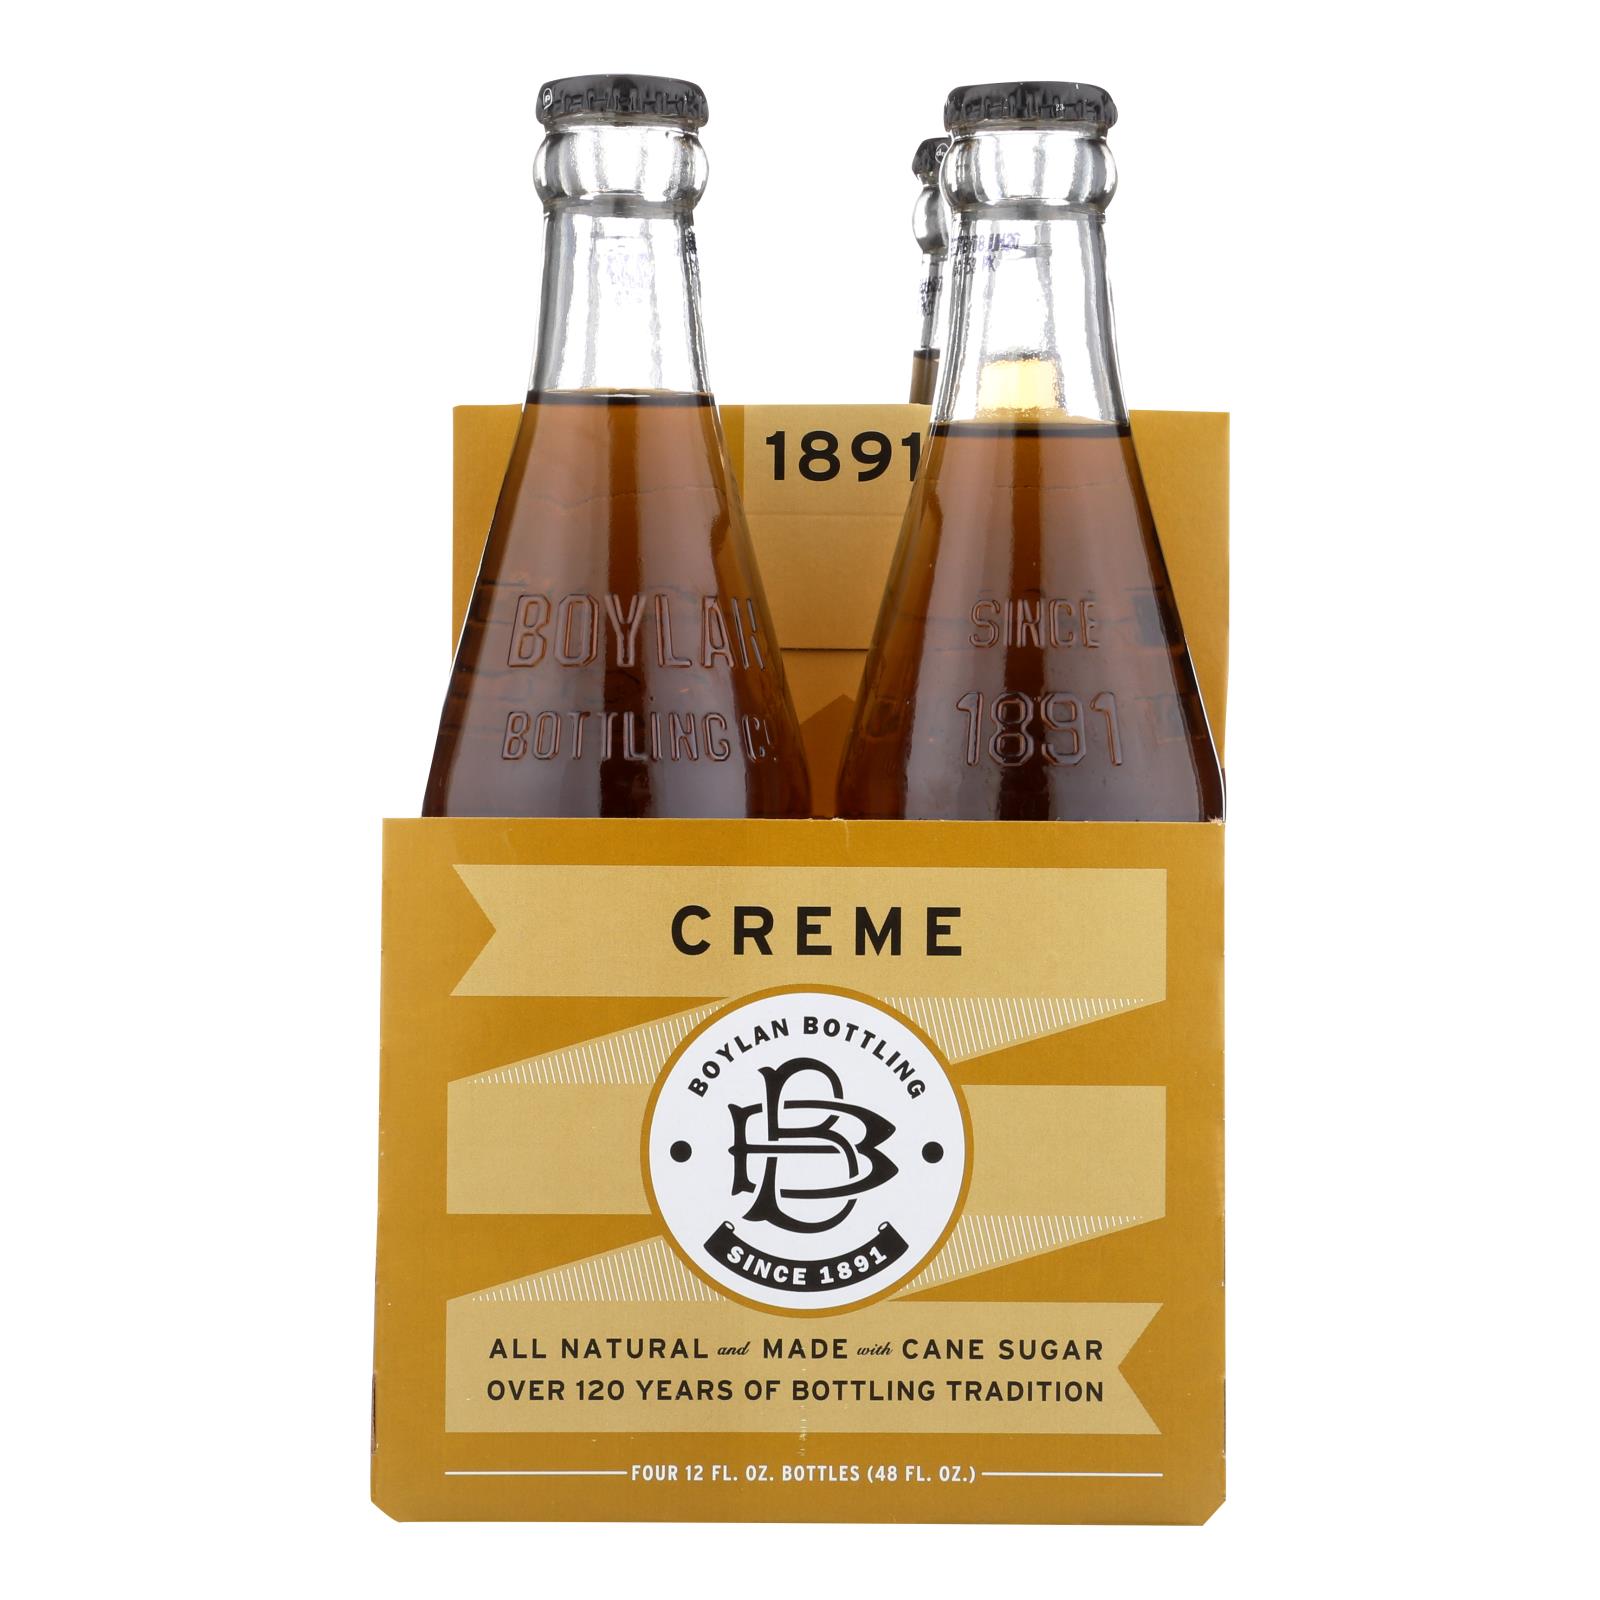 1891
BOYLAN
BOTTLING CO.
SINCE
1891
CREME
BOYLAN BOTTLING
SINCE 1891
ALL NATURAL and MADE with CANE SUGAR
OVER 120 YEARS OF BOTTLING TRADITION
FOUR 12 FL. OZ. BOTTLES (48 FL. OZ.)